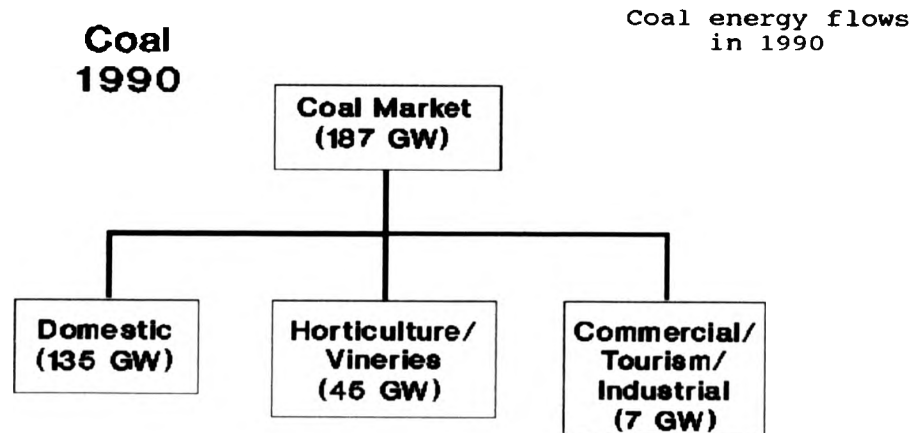 Coal
1990
Coal energy flows
in 1990
Coal Market
(187 GW)
Domestic
(135 GW)
Horticulture/
Vineries
(45 GW)
Commercial/
Tourism/
Industrial
(7 GW)